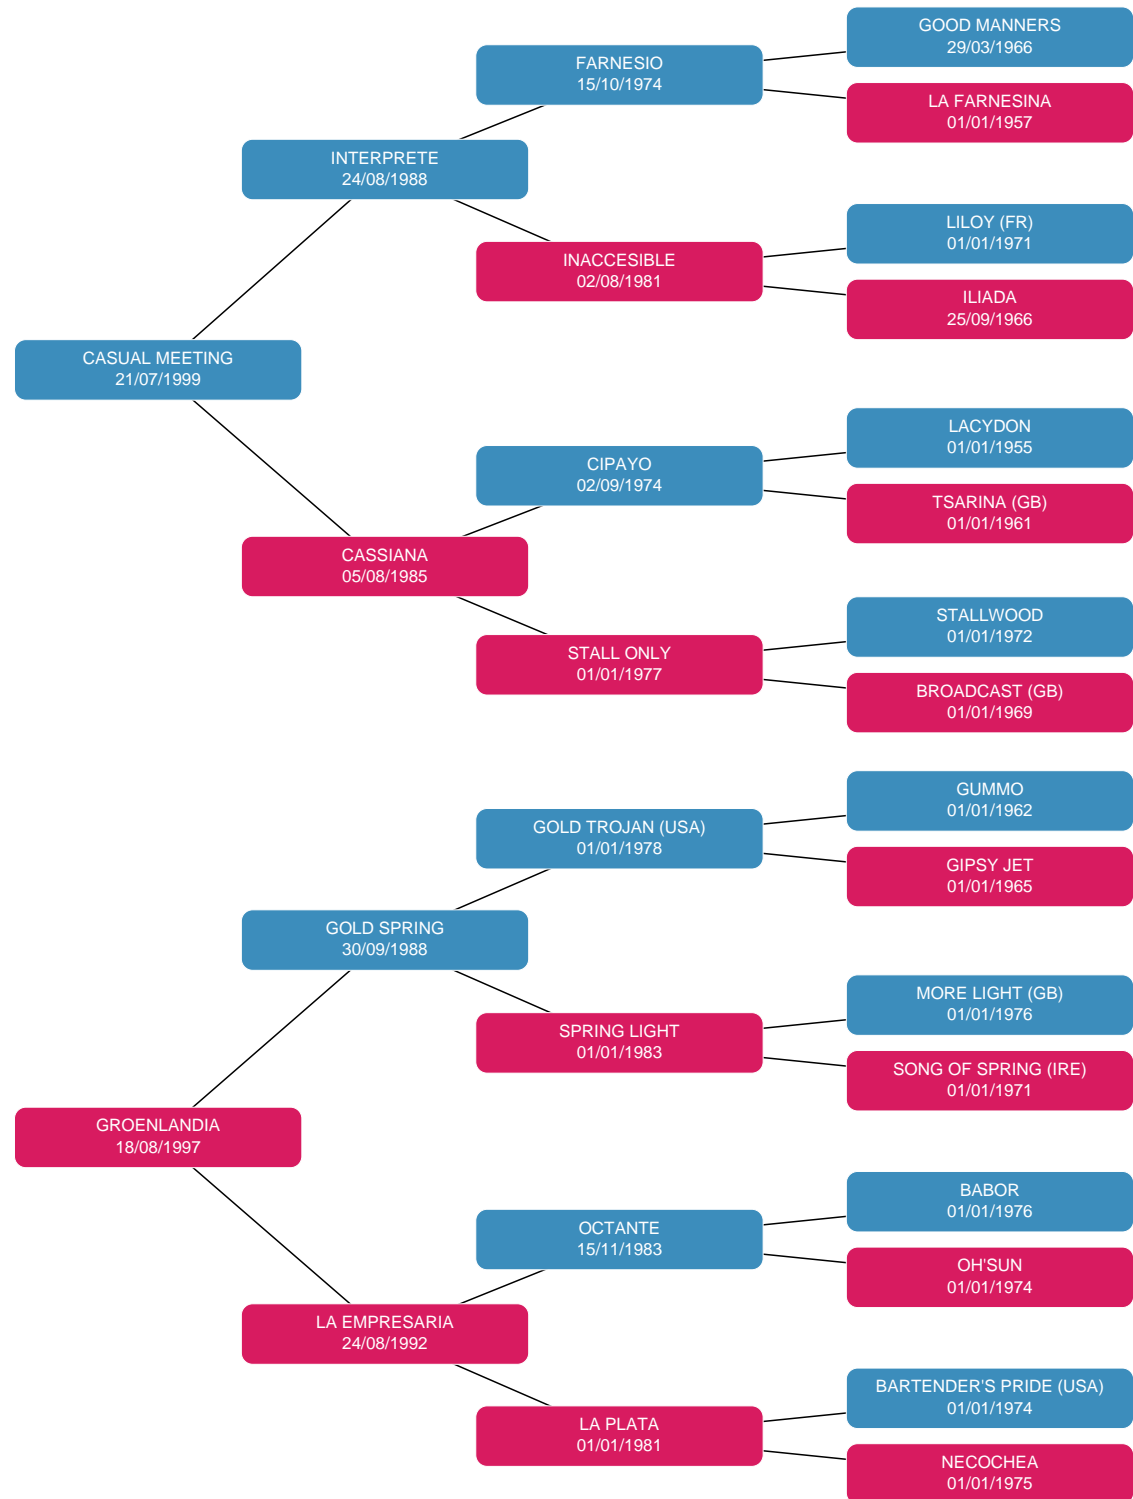 GOOD MANNERS
29/03/1966
FARNESIO
15/10/1974
LA FARNESINA
01/01/1957
INTERPRETE
24/08/1988
LILOY (FR)
01/01/1971
INACCESIBLE
02/08/1981
ILIADA
25/09/1966
CASUAL MEETING
21/07/1999
LACYDON
01/01/1955
CIPAYO
02/09/1974
TSARINA (GB)
01/01/1961
CASSIANA
05/08/1985
STALLWOOD
01/01/1972
STALL ONLY
01/01/1977
BROADCAST (GB)
01/01/1969
GUMMO
01/01/1962
GOLD TROJAN (USA)
01/01/1978
GIPSY JET
01/01/1965
GOLD SPRING
30/09/1988
MORE LIGHT (GB)
01/01/1976
SPRING LIGHT
01/01/1983
SONG OF SPRING (IRE)
01/01/1971
GROENLANDIA
18/08/1997
BABOR
01/01/1976
OCTANTE
15/11/1983
OH'SUN
01/01/1974
LA EMPRESARIA
24/08/1992
BARTENDER'S PRIDE (USA)
01/01/1974
LA PLATA
01/01/1981
NECOCHEA
01/01/1975